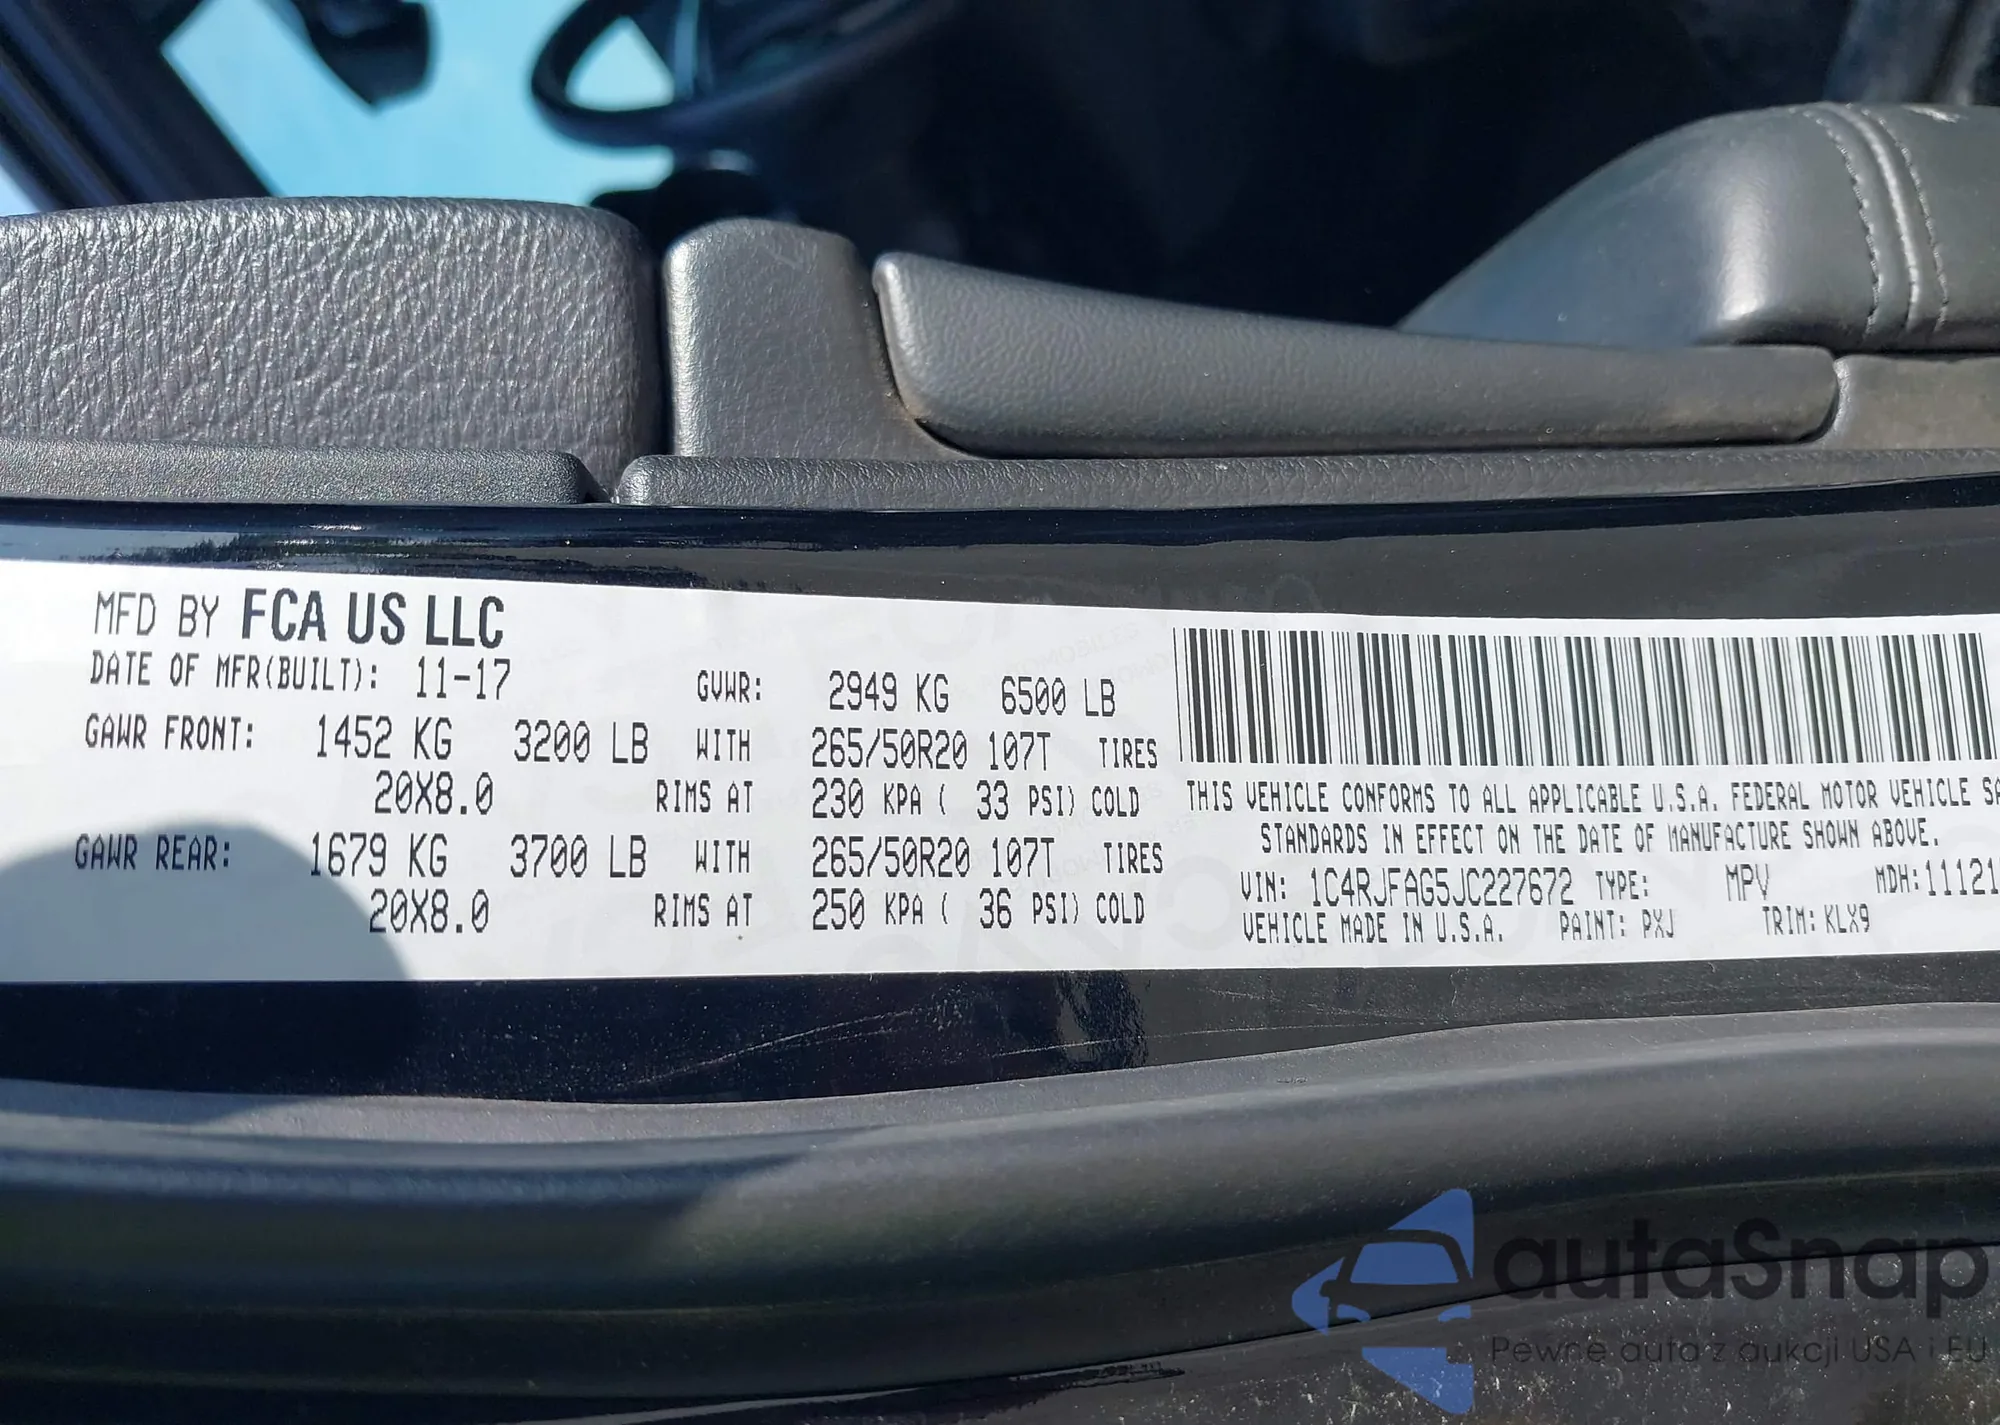 MFD BY FCA US LLC
DATE OF MFR(BUILT): 11-17 GVWR: 2949 KG 6500 LB
GAWR FRONT: 1452 KG 3200 LB WITH 265/50R20 107T TIRES
20X8.0 RIMS AT 230 KPA ( 33 PSI) COLD
GAWR REAR: 1679 KG 3700 LB WITH 265/50R20 107T TIRES
20X8.0 RIMS AT 250 KPA ( 36 PSI) COLD
THIS VEHICLE CONFORMS TO ALL APPLICABLE U.S.A. FEDERAL MOTOR VEHICLE SA
STANDARDS IN EFFECT ON THE DATE OF MANUFACTURE SHOWN ABOVE.
VIN: 1C4RJFAG5JC227672 TYPE: MPV MDH: 11121
VEHICLE MADE IN U.S.A. PAINT: PXJ TRIM: KLX9
autaSnap
Pewne auta z aukcji USA i EU